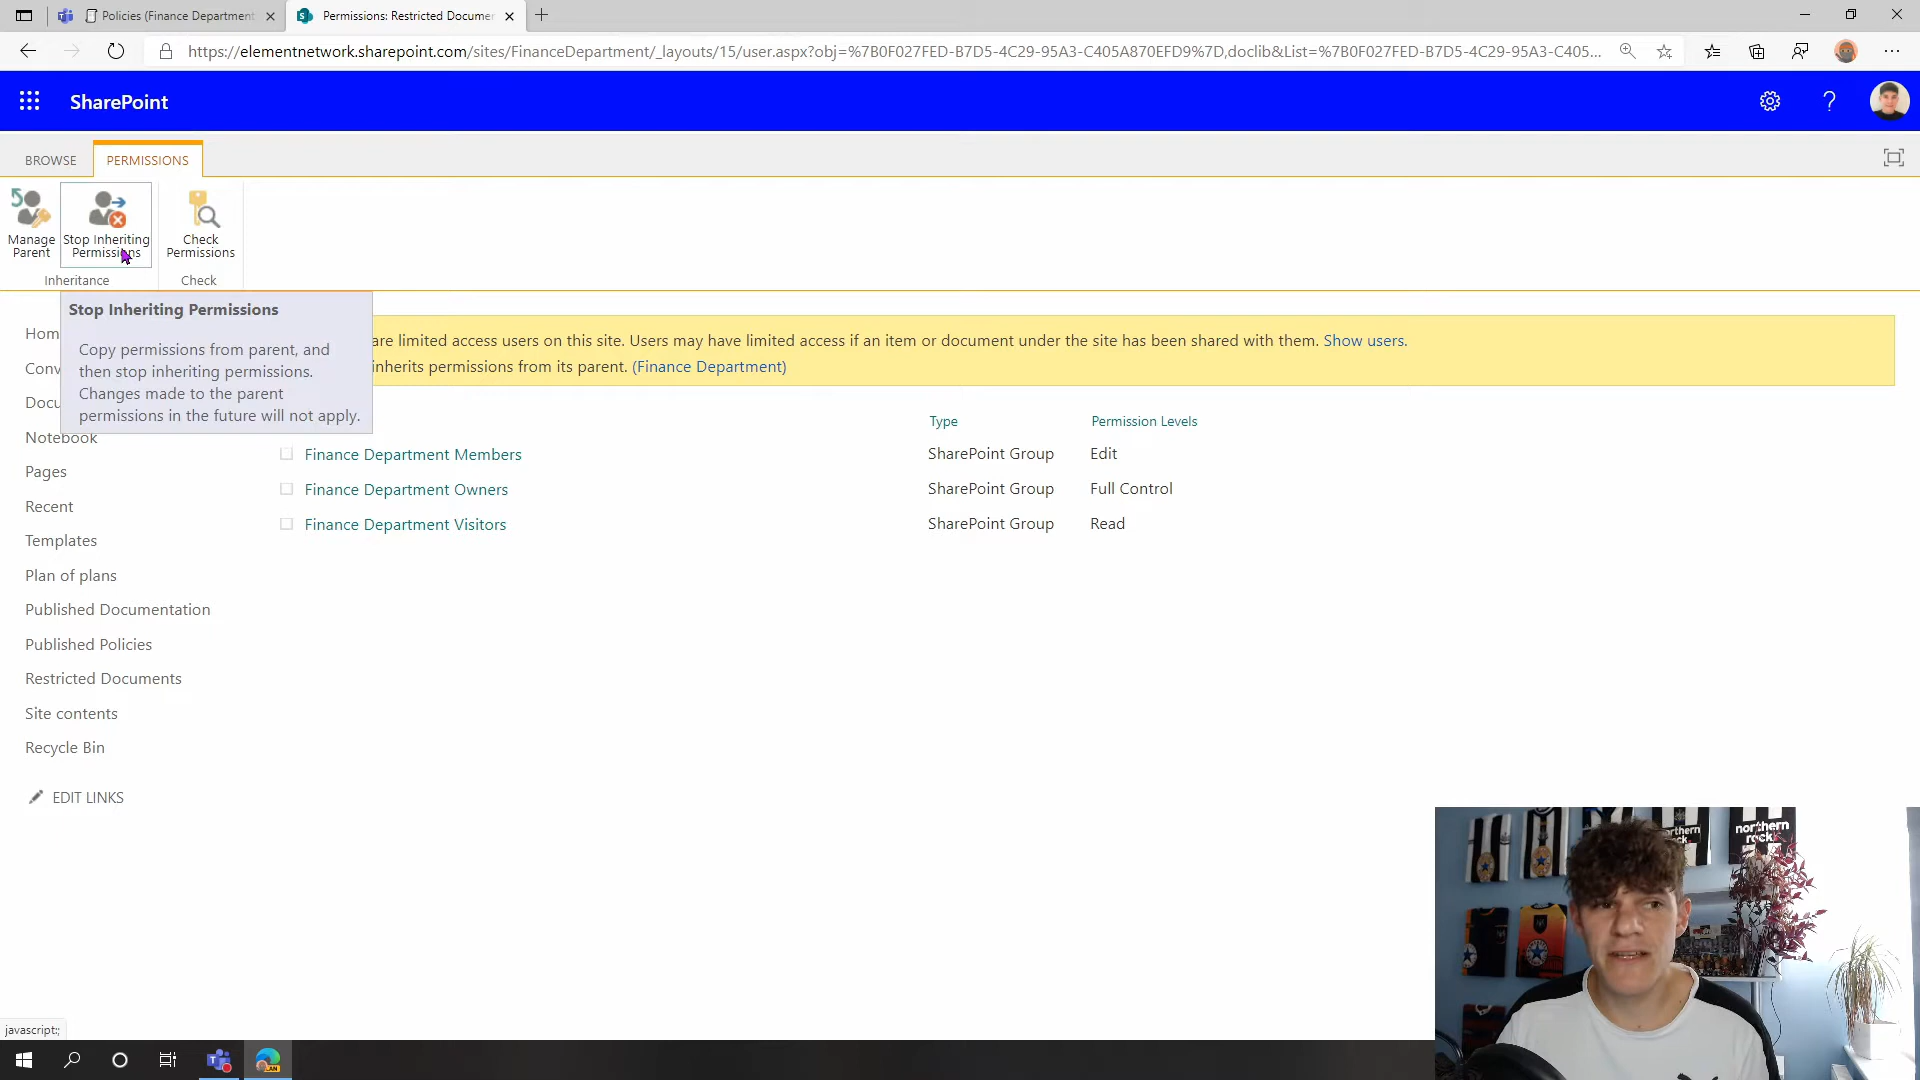 Policies (Finance Department
Permissions: Restricted Documen
https://elementnetwork.sharepoint.com/sites/FinanceDepartment/_layouts/15/user.aspx?obj=%7B0F027FED-B7D5-4C29-95A3-C405A870EFD9%7D,doclib&List=%7B0F027FED-B7D5-4C29-95A3-C405...
SharePoint
?
BROWSE
PERMISSIONS
Manage
Parent
Stop Inheriting
Permissions
Check
Permissions
Inheritance
Check
Stop Inheriting Permissions
Copy permissions from parent, and
then stop inheriting permissions.
Changes made to the parent
permissions in the future will not apply.
are limited access users on this site. Users may have limited access if an item or document under the site has been shared with them. Show users.
inherits permissions from its parent. (Finance Department)
Hom
Conv
Docu
Notebook
Pages
Recent
Templates
Plan of plans
Published Documentation
Published Policies
Restricted Documents
Site contents
Recycle Bin
EDIT LINKS
Type
Permission Levels
Finance Department Members
SharePoint Group
Edit
Finance Department Owners
SharePoint Group
Full Control
Finance Department Visitors
SharePoint Group
Read
northern
rock
javascript:;